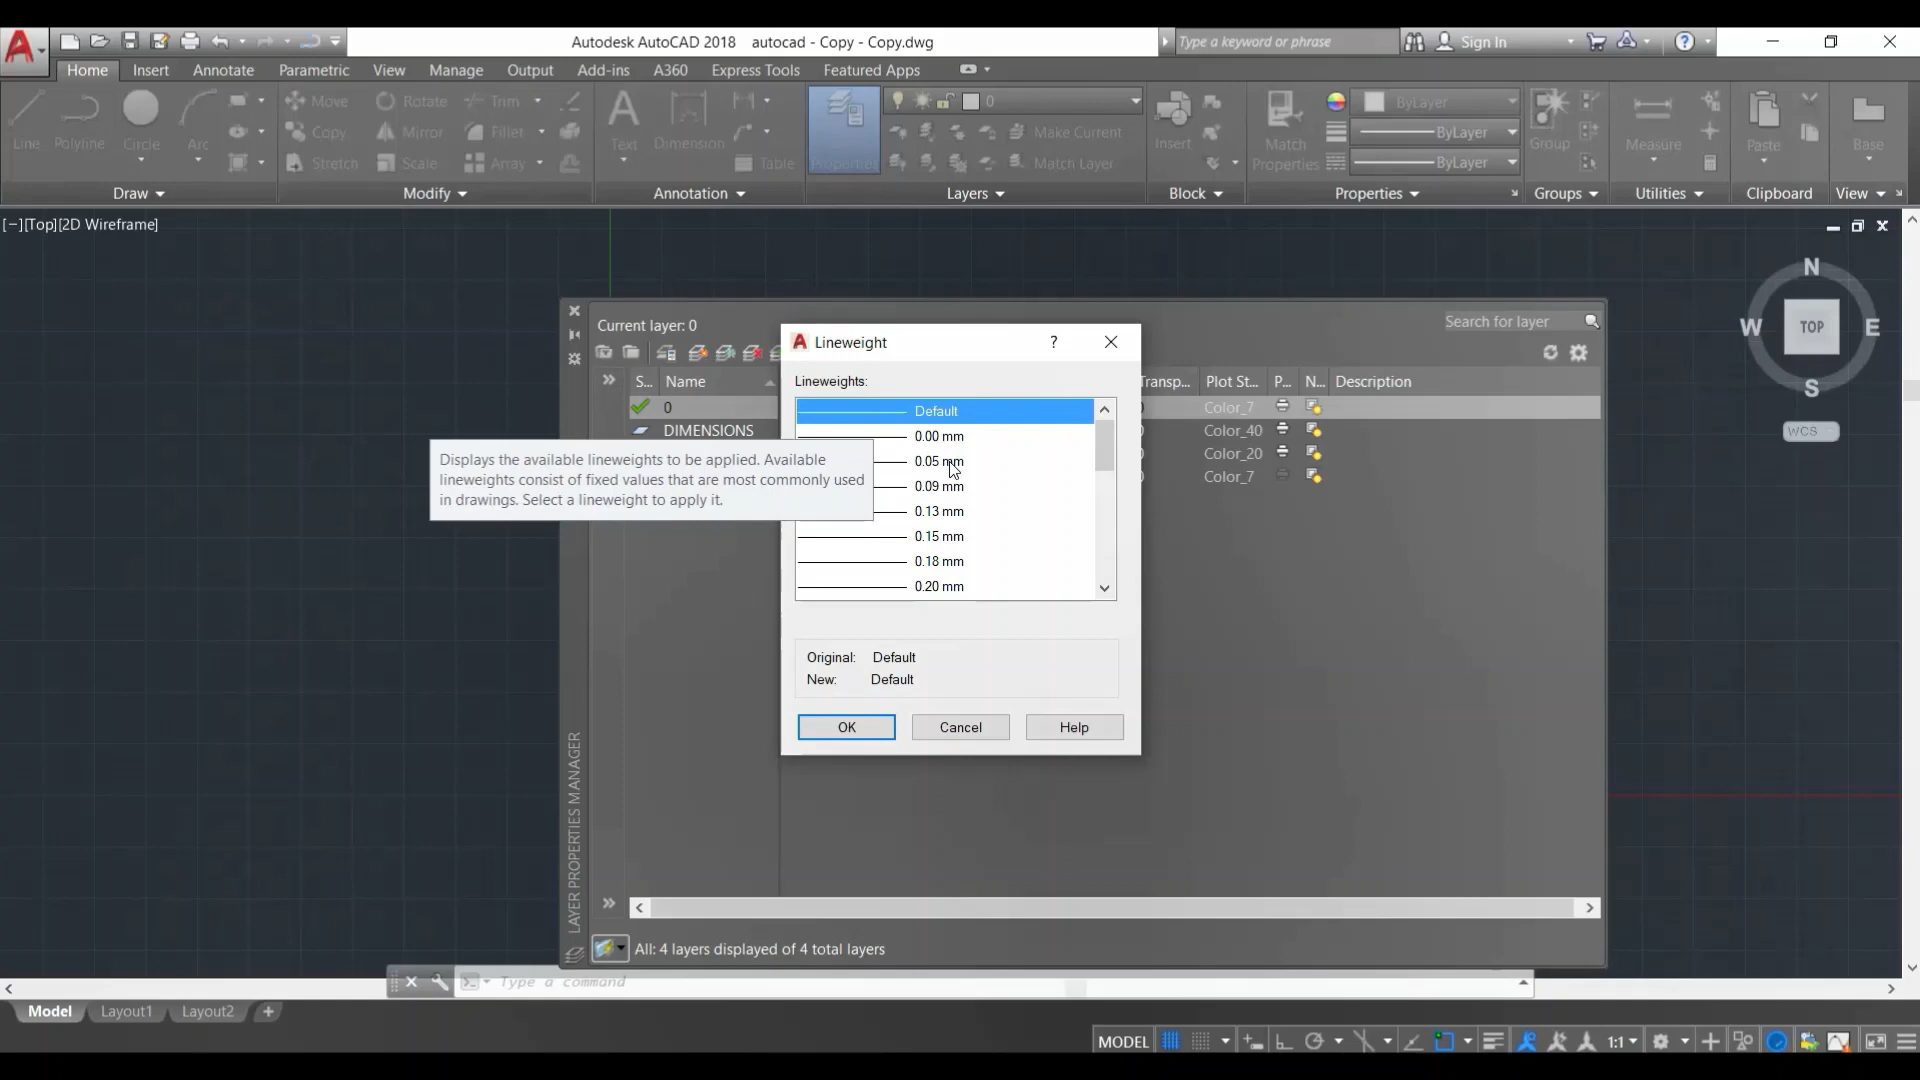 Autodesk AutoCAD 2018 autocad - Copy - Copy.dwg
Type a keyword or phrase
Sign In
Home Insert Annotate Parametric View Manage Output Add-ins A360 Express Tools Featured Apps
Line Polyline Circle Arc
Move Rotate Trim
Copy Mirror Fillet
Stretch Scale Array
Text Dimension Table
Properties
0
Make Current
Match Layer
Insert
Match
Properties
ByLayer
ByLayer
ByLayer
Group
Measure
Paste
Base
Draw Modify Annotation Layers Block Properties Groups Utilities Clipboard View
[−][Top][2D Wireframe]
N
W TOP E
S
WCS
Current layer: 0
Search for layer
S... Name Transp... Plot St... P... N... Description
0 Color_7
DIMENSIONS Color_40
Color_20
Color_7
Displays the available lineweights to be applied. Available
lineweights consist of fixed values that are most commonly used
in drawings. Select a lineweight to apply it.
Lineweight
?
Lineweights:
Default
0.00 mm
0.05 mm
0.09 mm
0.13 mm
0.15 mm
0.18 mm
0.20 mm
Original: Default
New: Default
OK Cancel Help
LAYER PROPERTIES MANAGER
All: 4 layers displayed of 4 total layers
Type a command
Model Layout1 Layout2 +
MODEL 1:1